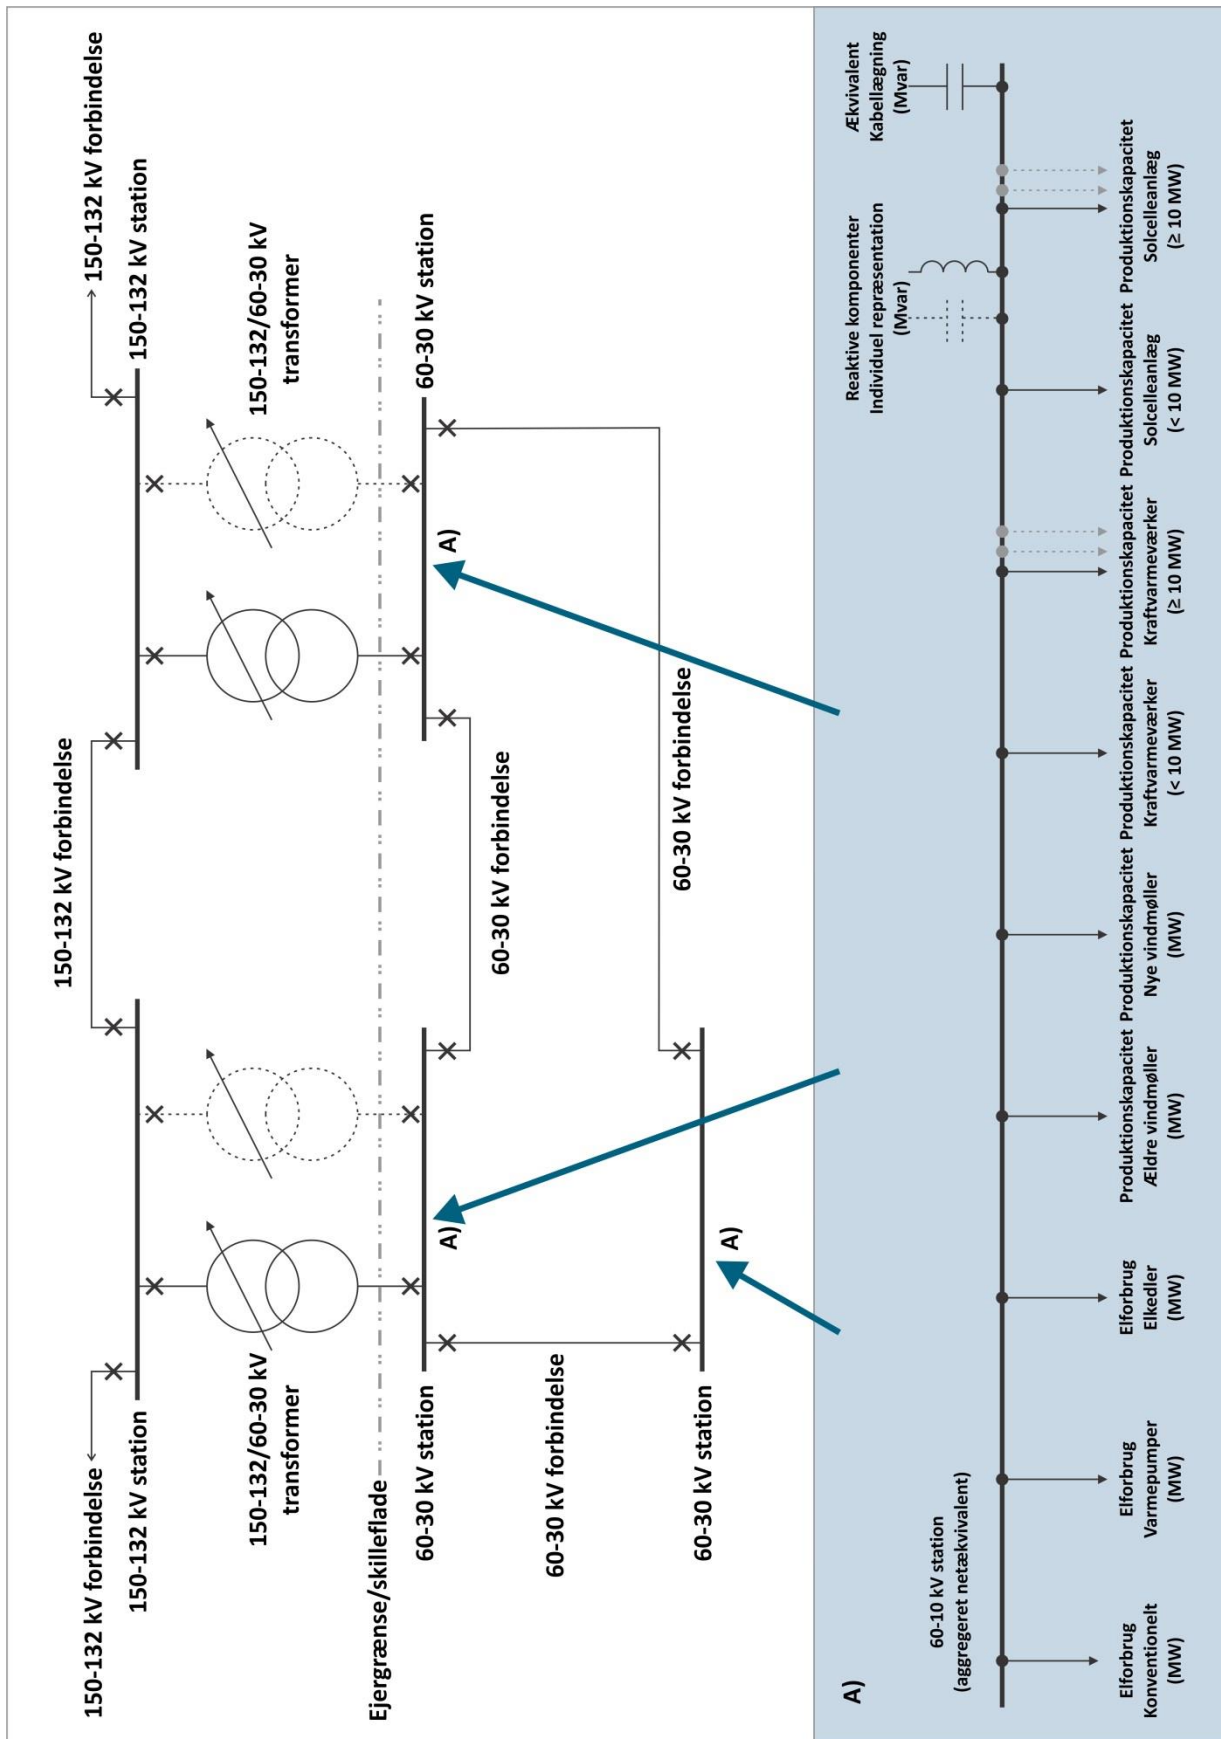 150-132 kV forbindelse
150-132 kV forbindelse
150-132 kV forbindelse
150-132 kV station
150-132 kV station
150-132/60-30 kV
transformer
150-132/60-30 kV
transformer
Ejergrænse/skilleflade
60-30 kV station
A)
A)
60-30 kV station
60-30 kV forbindelse
60-30 kV forbindelse
60-30 kV forbindelse
60-30 kV station
A)
A)
60-10 kV station
(aggregeret netækvivalent)
Reaktive komponenter
Individuel repræsentation
(Mvar)
Ækvivalent
Kabellægning
(Mvar)
Elforbrug
Konventionelt
(MW)
Elforbrug
Varmepumper
(MW)
Elforbrug
Elkedler
(MW)
Produktionskapacitet
Ældre vindmøller
(MW)
Produktionskapacitet
Nye vindmøller
(MW)
Produktionskapacitet
Kraftvarmeværker
(< 10 MW)
Produktionskapacitet
Kraftvarmeværker
(≥ 10 MW)
Produktionskapacitet
Solcelleanlæg
(< 10 MW)
Produktionskapacitet
Solcelleanlæg
(≥ 10 MW)